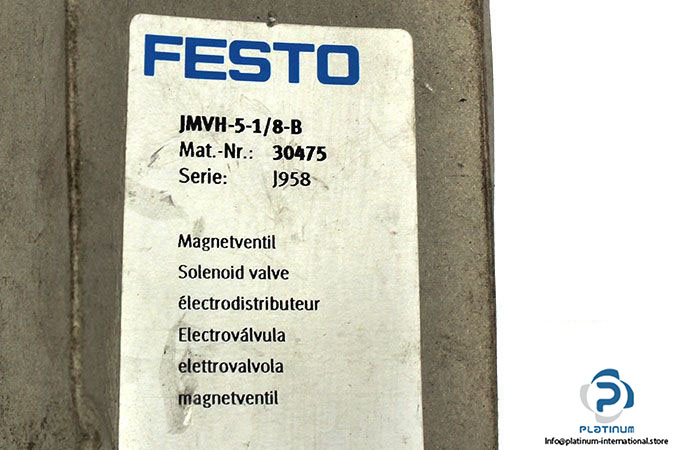 FESTO
JMVH-5-1/8-B
Mat.-Nr.: 30475
Serie: J958
Magnetventil
Solenoid valve
électrodistributeur
Electroválvula
elettrovalvola
magnetventil
PLATINUM
Info@platinum-international.store